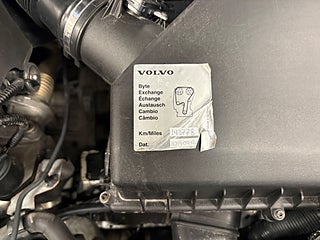 VOLVO
Byte
Exchange
Échange
Austausch
Cambio
Câmbio
Km/Miles
Dat.